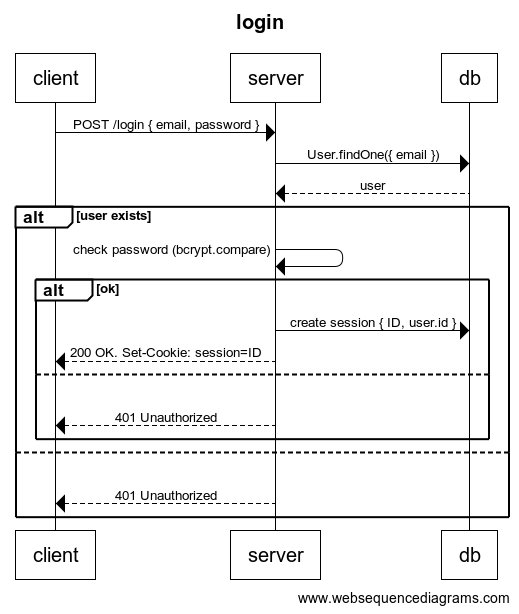 login
client server db
POST /login { email, password }
User.findOne({ email })
user
alt [user exists]
check password (bcrypt.compare)
alt [ok]
create session { ID, user.id }
200 OK. Set-Cookie: session=ID
401 Unauthorized
401 Unauthorized
client server db
www.websequencediagrams.com